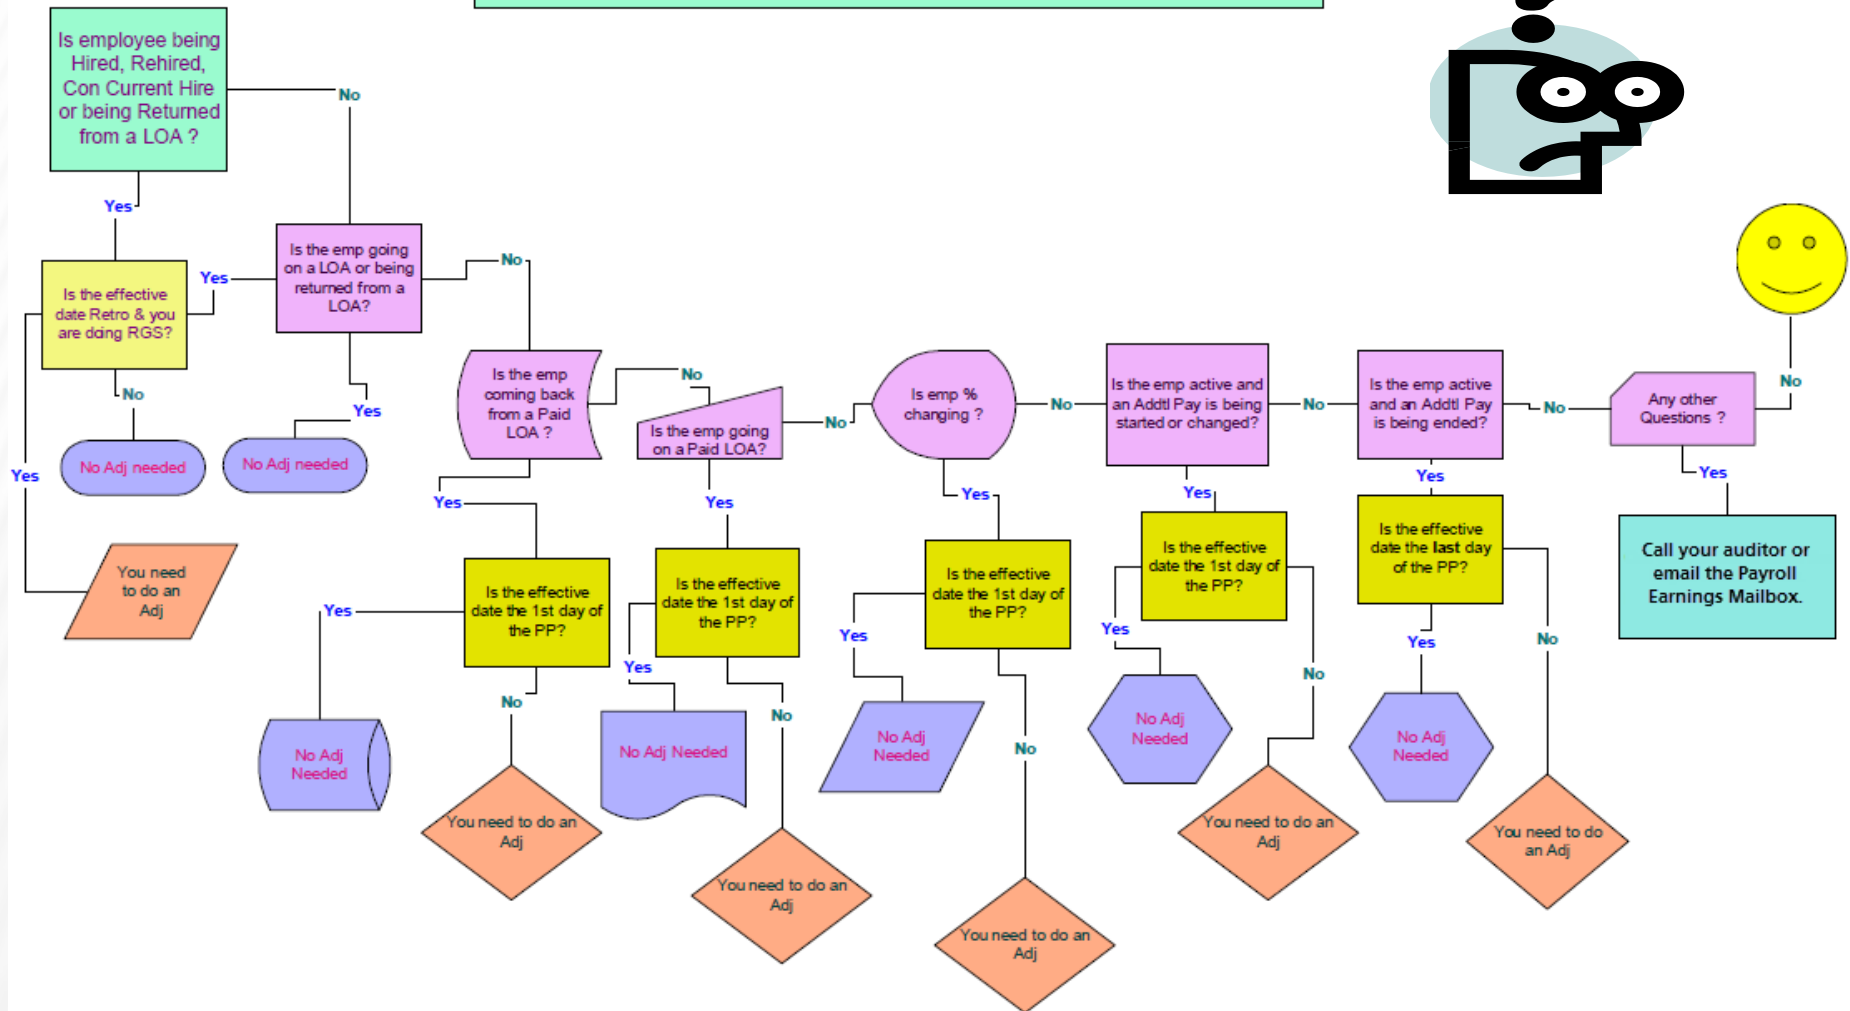 Is employee being
Hired, Rehired,
Con Current Hire
or being Returned
from a LOA ?
No
Yes
Is the emp going
on a LOA or being
returned from a
LOA?
No
Yes
Is the effective
date Retro & you
are doing RGS?
No
Yes
Yes
No Adj needed
No Adj needed
You need
to do an
Adj
Is the emp
coming back
from a Paid
LOA ?
No
Yes
Is the effective
date the 1st day of
the PP?
Yes
No
No Adj
Needed
You need to do an
Adj
Is the emp going
on a Paid LOA?
No
Yes
Is the effective
date the 1st day of
the PP?
Yes
No
No Adj Needed
You need to do an
Adj
Is emp %
changing ?
No
Yes
Is the effective
date the 1st day of
the PP?
Yes
No
No Adj
Needed
You need to do an
Adj
Is the emp active and
an Addtl Pay is being
started or changed?
No
Yes
Is the effective
date the 1st day of
the PP?
Yes
No
No Adj
Needed
You need to do an
Adj
Is the emp active
and an Addtl Pay
is being ended?
No
Yes
Is the effective
date the last day
of the PP?
Yes
No
No Adj
Needed
You need to do
an Adj
Any other
Questions ?
No
Yes
Call your auditor or
email the Payroll
Earnings Mailbox.